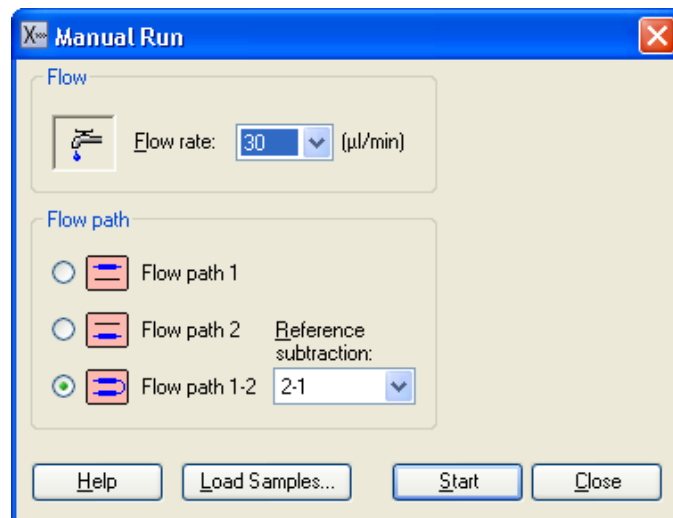 X
Manual Run
Flow
Flow rate: 30 (µl/min)
Flow path
Flow path 1
Flow path 2
Reference
subtraction:
Flow path 1-2
2-1
Help
Load Samples...
Start
Close